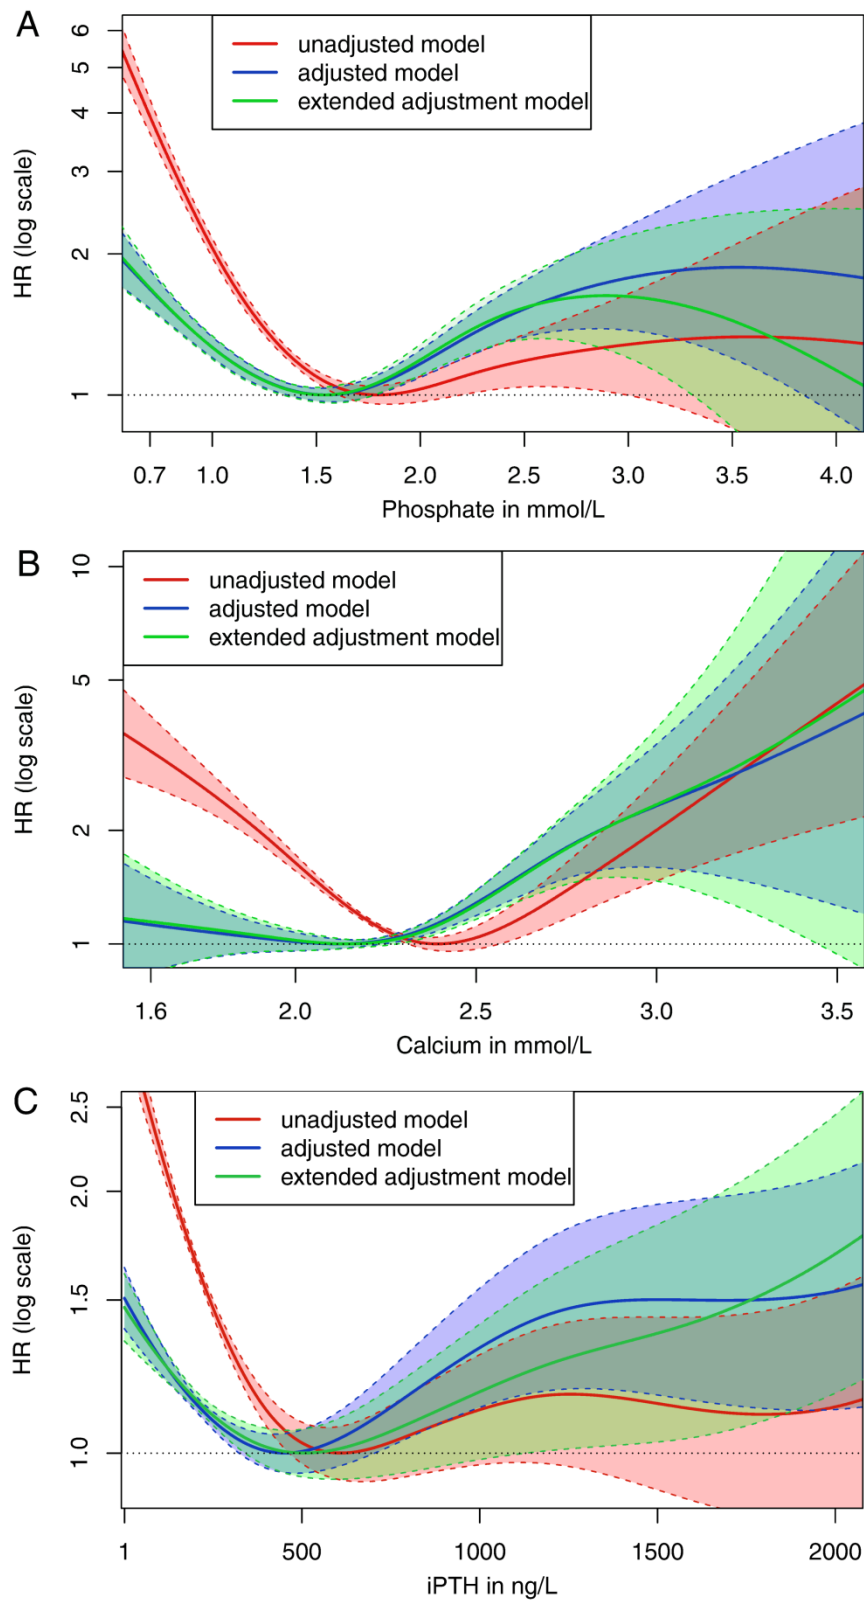 A
HR (log scale)
6
5
4
3
2
1
unadjusted model
adjusted model
extended adjustment model
0.7 1.0 1.5 2.0 2.5 3.0 3.5 4.0
Phosphate in mmol/L
B
HR (log scale)
10
5
2
1
unadjusted model
adjusted model
extended adjustment model
1.6 2.0 2.5 3.0 3.5
Calcium in mmol/L
C
HR (log scale)
2.5
2.0
1.5
1.0
unadjusted model
adjusted model
extended adjustment model
1 500 1000 1500 2000
iPTH in ng/L